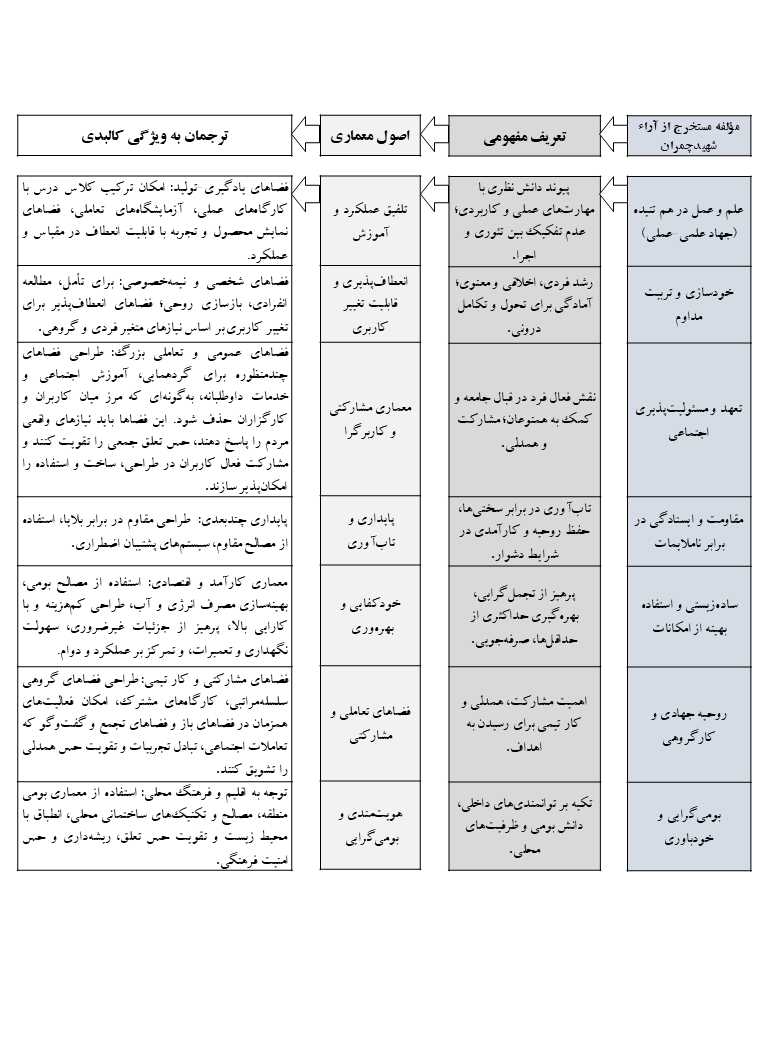 مؤلفه مستخرج از آراء
شهیدچمران
تعریف مفهومی
اصول معماری
ترجمان به ویژگی کالبدی
علم و عمل در هم تنیده
(جهاد علمی-عملی)
پیوند دانش نظری با
مهارت‌های عملی و کاربردی؛
عدم تفکیک بین تئوری و
اجرا.
تلفیق عملکرد و
آموزش
فضاهای یادگیری-تولید: امکان ترکیب کلاس درس با
کارگاه‌های عملی، آزمایشگاه‌های تعاملی، فضاهای
نمایش محصول و تجربه با قابلیت انعطاف در مقیاس و
عملکرد.
خودسازی و تربیت
مداوم
رشد فردی، اخلاقی و معنوی؛
آمادگی برای تحول و تکامل
درونی.
انعطاف‌پذیری و
قابلیت تغییر
کاربری
فضاهای شخصی و نیمه‌خصوصی: برای تأمل، مطالعه
انفرادی، بازسازی روحی؛ فضاهای انعطاف‌پذیر برای
تغییر کاربری‌بر اساس نیازهای متغیر فردی و گروهی.
تعهد و مسئولیت‌پذیری
اجتماعی
نقش فعال فرد در قبال جامعه و
کمک به همنوعان؛ مشارکت
و همدلی.
معماری مشارکتی
و کاربرگرا
فضاهای عمومی و تعاملی بزرگ: طراحی فضاهای
چندمنظوره برای گردهمایی، آموزش اجتماعی و
خدمات داوطلبانه، به‌گونه‌ای که مرز میان کاربران و
کارگزاران حذف شود. این فضاها باید نیازهای واقعی
مردم را پاسخ دهند، حس تعلق جمعی را تقویت کنند و
مشارکت فعال کاربران در طراحی، ساخت و استفاده را
امکان‌پذیر سازند.
مقاومت و ایستادگی در
برابر ناملایمات
تاب‌آوری در برابر سختی‌ها،
حفظ روحیه و کارآمدی در
شرایط دشوار.
پایداری و
تاب‌آوری
پایداری چندبعدی: طراحی مقاوم در برابر بلایا، استفاده
از مصالح مقاوم، سیستم‌های پشتیبان اضطراری.
ساده‌زیستی و استفاده
بهینه از امکانات
پرهیز از تجمل‌گرایی،
بهره‌گیری حداکثری از
حداقل‌ها، صرفه‌جویی.
خودکفایی و
بهره‌وری
معماری کارآمد و اقتصادی: استفاده از مصالح بومی،
بهینه‌سازی مصرف انرژی و آب، طراحی کم‌هزینه و با
کارایی بالا، پرهیز از جزئیات غیرضروری، سهولت
نگهداری و تعمیرات، و تمرکز بر عملکرد و دوام.
روحیه جهادی و
کارگروهی
اهمیت مشارکت، همدلی و
کار تیمی برای رسیدن به
اهداف.
فضاهای تعاملی و
مشارکتی
فضاهای مشارکتی و کار تیمی: طراحی فضاهای گروهی
سلسله‌مراتبی، کارگاه‌های مشترک، امکان فعالیت‌های
همزمان در فضاهای باز و فضاهای تجمع و گفت‌وگو که
تعاملات اجتماعی، تبادل تجربیات و تقویت حس همدلی
را تشویق کنند.
بومی‌گرایی و
خودباوری
تکیه بر توانمندی‌های داخلی،
دانش بومی و ظرفیت‌های
محلی.
هویت‌مندی و
بومی‌گرایی
توجه به اقلیم و فرهنگ محلی: استفاده از معماری بومی
منطقه، مصالح و تکنیک‌های ساختمانی محلی، انطباق با
محیط زیست و تقویت حس تعلق، ریشه‌داری و حس
امنیت فرهنگی.